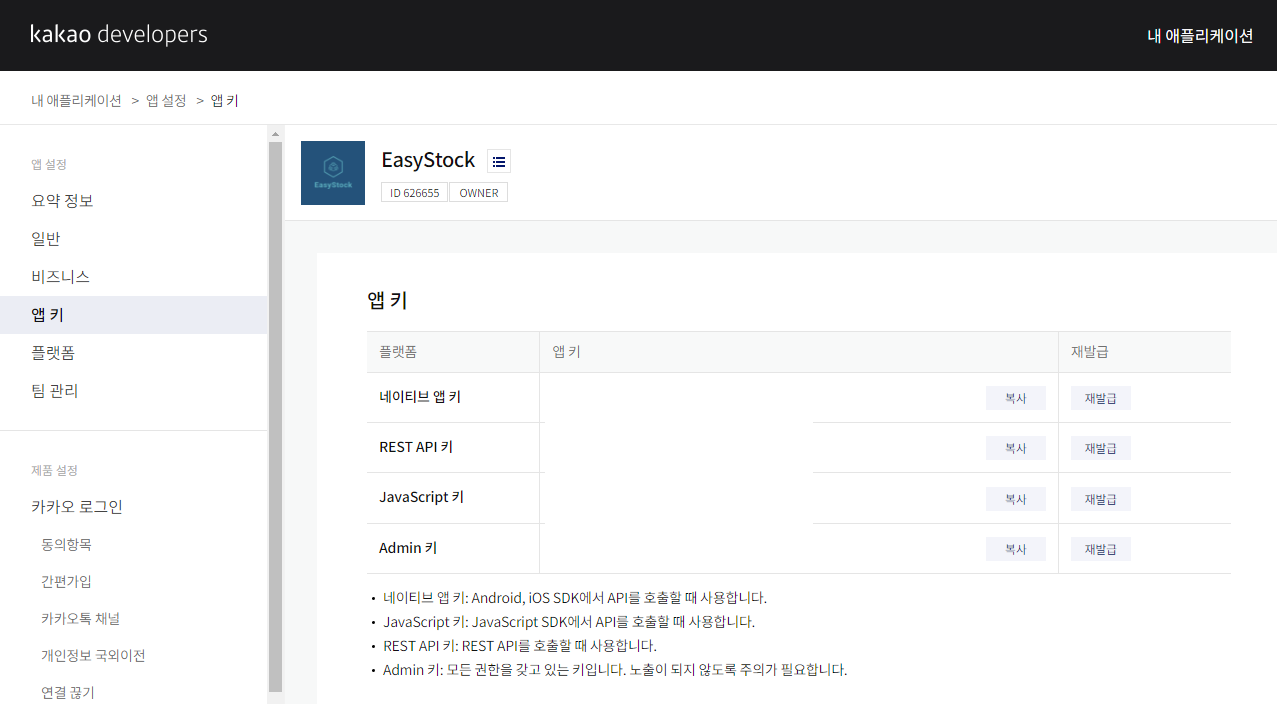 kakao developers
내 애플리케이션
내 애플리케이션 > 앱 설정 > 앱 키
앱 설정
요약 정보
일반
비즈니스
앱 키
플랫폼
팀 관리
제품 설정
카카오 로그인
동의항목
간편가입
카카오톡 채널
개인정보 국외이전
연결 끊기
EasyStock
EasyStock
ID 626655 OWNER
앱 키
플랫폼 앱 키 재발급
네이티브 앱 키 복사 재발급
REST API 키 복사 재발급
JavaScript 키 복사 재발급
Admin 키 복사 재발급
• 네이티브 앱 키: Android, iOS SDK에서 API를 호출할 때 사용합니다.
• JavaScript 키: JavaScript SDK에서 API를 호출할 때 사용합니다.
• REST API 키: REST API를 호출할 때 사용합니다.
• Admin 키: 모든 권한을 갖고 있는 키입니다. 노출이 되지 않도록 주의가 필요합니다.